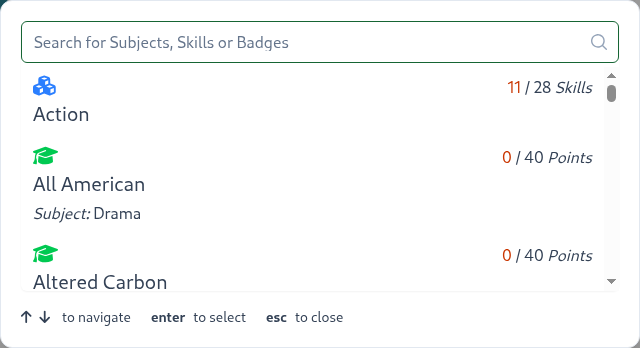 Search for Subjects, Skills or Badges
11 / 28 Skills
Action
0 / 40 Points
All American
Subject: Drama
0 / 40 Points
Altered Carbon
to navigate enter to select esc to close